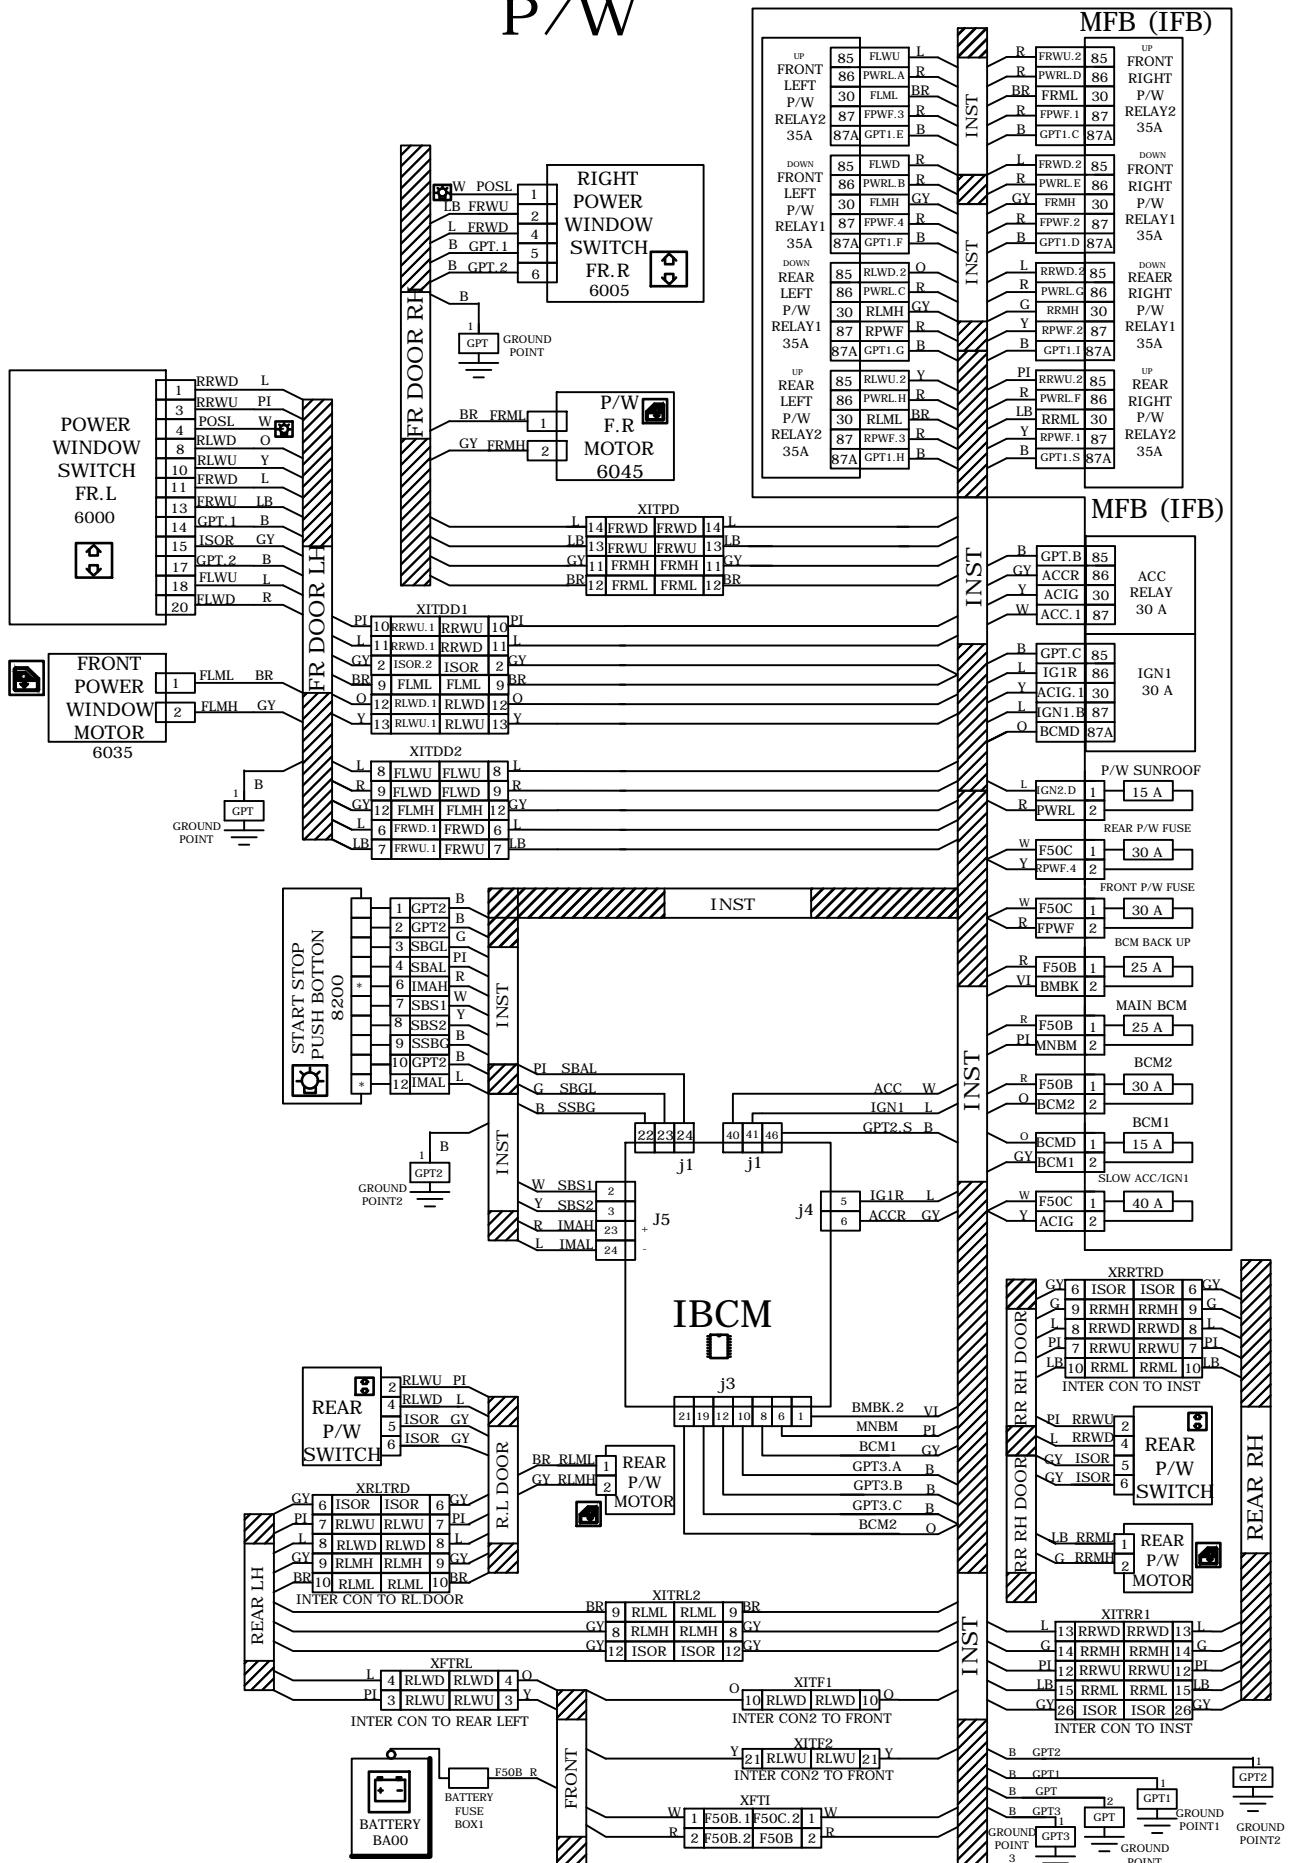 P/W
MFB (IFB)
UP
FRONT
LEFT
P/W
RELAY2
35A
85 FLWU L
86 PWRL.A R
30 FLML BR
87 FPWF.3 R
87A GPT1.E B
DOWN
FRONT
LEFT
P/W
RELAY1
35A
85 FLWD R
86 PWRL.B R
30 FLMH GY
87 FPWF.4 R
87A GPT1.F B
DOWN
REAR
LEFT
P/W
RELAY1
35A
85 RLWD.2 O
86 PWRL.C R
30 RLMH GY
87 RPWF R
87A GPT1.G B
UP
REAR
LEFT
P/W
RELAY2
35A
85 RLWU.2 Y
86 PWRL.H R
30 RLML BR
87 RPWF.3 R
87A GPT1.H B
INST
INST
R FRWU.2 85
R PWRL.D 86
BR FRML 30
R FPWF.1 87
B GPT1.C 87A
UP
FRONT
RIGHT
P/W
RELAY2
35A
L FRWD.2 85
R PWRL.E 86
GY FRMH 30
R FPWF.2 87
B GPT1.D 87A
DOWN
FRONT
RIGHT
P/W
RELAY1
35A
L RRWD.2 85
R PWRL.G 86
G RRMH 30
Y RPWF.2 87
B GPT1.I 87A
DOWN
REAER
RIGHT
P/W
RELAY1
35A
PI RRWU.2 85
R PWRL.F 86
LB RRML 30
Y RPWF.1 87
B GPT1.S 87A
UP
REAR
RIGHT
P/W
RELAY2
35A
FR DOOR RH
W POSL 1
LB FRWU 2
L FRWD 4
B GPT.1 5
B GPT.2 6
RIGHT
POWER
WINDOW
SWITCH
FR.R
6005
B
1
GPT
GROUND
POINT
BR FRML 1
GY FRMH 2
P/W
F.R
MOTOR
6045
POWER
WINDOW
SWITCH
FR.L
6000
1 RRWD L
3 RRWU PI
4 POSL W
8 RLWD O
10 RLWU Y
11 FRWD L
13 FRWU LB
14 GPT.1 B
15 ISOR GY
17 GPT.2 B
18 FLWU L
20 FLWD R
FR DOOR LH
FRONT
POWER
WINDOW
MOTOR
6035
1 FLML BR
2 FLMH GY
B
1
GPT
GROUND
POINT
XITPD
L 14 FRWD FRWD 14 L
LB 13 FRWU FRWU 13 LB
GY 11 FRMH FRMH 11 GY
BR 12 FRML FRML 12 BR
XITDD1
PI 10 RRWU.1 RRWU 10 PI
L 11 RRWD.1 RRWD 11 L
GY 2 ISOR.2 ISOR 2 GY
BR 9 FLML FLML 9 BR
O 12 RLWD.1 RLWD 12 O
Y 13 RLWU.1 RLWU 13 Y
XITDD2
L 8 FLWU FLWU 8 L
R 9 FLWD FLWD 9 R
GY 12 FLMH FLMH 12 GY
L 6 FRWD.1 FRWD 6 L
LB 7 FRWU.1 FRWU 7 LB
INST
MFB (IFB)
B GPT.B 85
GY ACCR 86
Y ACIG 30
W ACC.1 87
ACC
RELAY
30 A
B GPT.C 85
L IG1R 86
Y ACIG.1 30
L IGN1.B 87
O BCMD 87A
IGN1
30 A
P/W SUNROOF
L IGN2.D 1 15 A
R PWRL 2
REAR P/W FUSE
W F50C 1 30 A
Y RPWF.4 2
FRONT P/W FUSE
W F50C 1 30 A
R FPWF 2
BCM BACK UP
R F50B 1 25 A
VI BMBK 2
MAIN BCM
R F50B 1 25 A
PI MNBM 2
BCM2
R F50B 1 30 A
O BCM2 2
BCM1
O BCMD 1 15 A
GY BCM1 2
SLOW ACC/IGN1
W F50C 1 40 A
Y ACIG 2
START STOP
PUSH BOTTON
8200
1 GPT2 B
2 GPT2 B
3 SBGL G
4 SBAL PI
* 6 IMAH R
7 SBS1 W
8 SBS2 Y
9 SSBG B
10 GPT2 B
* 12 IMAL L
INST
INST
INST
INST
B
1
GPT2
GROUND
POINT2
PI SBAL
G SBGL
B SSBG
22 23 24
j1
ACC W
IGN1 L
GPT2.S B
40 41 46
j1
W SBS1 2
Y SBS2 3
R IMAH 23 +
L IMAL 24 -
J5
j4
5 IG1R L
6 ACCR GY
IBCM
j3
21 19 12 10 8 6 1
BMBK.2 VI
MNBM PI
BCM1 GY
GPT3.A B
GPT3.B B
GPT3.C B
BCM2 O
REAR
P/W
SWITCH
2 RLWU PI
4 RLWD L
5 ISOR GY
6 ISOR GY
R.L DOOR
BR RLML 1
GY RLMH 2
REAR
P/W
MOTOR
XRLTRD
GY 6 ISOR ISOR 6 GY
PI 7 RLWU RLWU 7 PI
L 8 RLWD RLWD 8 L
GY 9 RLMH RLMH 9 GY
BR 10 RLML RLML 10 BR
INTER CON TO RL.DOOR
REAR LH
XITRL2
BR 9 RLML RLML 9 BR
GY 8 RLMH RLMH 8 GY
GY 12 ISOR ISOR 12 GY
XFTRL
L 4 RLWD RLWD 4 O
PI 3 RLWU RLWU 3 Y
INTER CON TO REAR LEFT
XITF1
O 10 RLWD RLWD 10 O
INTER CON2 TO FRONT
XITF2
Y 21 RLWU RLWU 21 Y
INTER CON2 TO FRONT
XFTI
W 1 F50B.1 F50C.2 1 W
R 2 F50B.2 F50B 2 R
FRONT
BATTERY
BA00
F50B R
BATTERY
FUSE
BOX1
INST
XRRTRD
GY 6 ISOR ISOR 6 GY
G 9 RRMH RRMH 9 G
L 8 RRWD RRWD 8 L
PI 7 RRWU RRWU 7 PI
LB 10 RRML RRML 10 LB
INTER CON TO INST
RR RH DOOR
RR RH DOOR
REAR RH
PI RRWU 2
L RRWD 4
GY ISOR 5
GY ISOR 6
REAR
P/W
SWITCH
LB RRML 1
G RRMH 2
REAR
P/W
MOTOR
XITRR1
L 13 RRWD RRWD 13 L
G 14 RRMH RRMH 14 G
PI 12 RRWU RRWU 12 PI
LB 15 RRML RRML 15 LB
GY 26 ISOR ISOR 26 GY
INTER CON TO INST
B GPT2
B GPT1
B GPT
B GPT3
1
GPT2
GROUND
POINT2
1
GPT1
GROUND
POINT1
2
GPT
GROUND
POINT
1
GPT3
GROUND
POINT
3